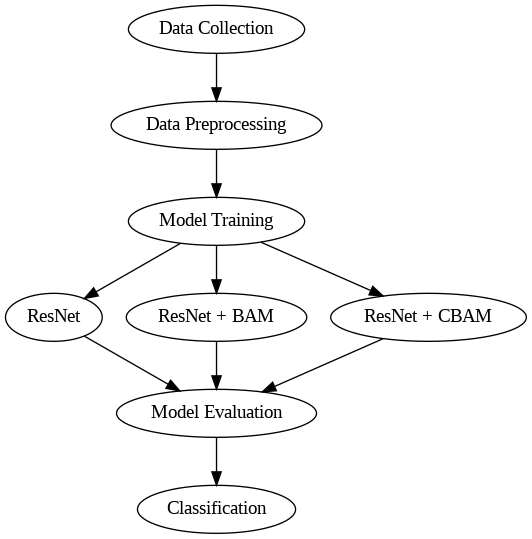 Data Collection
Data Preprocessing
Model Training
ResNet
ResNet + BAM
ResNet + CBAM
Model Evaluation
Classification